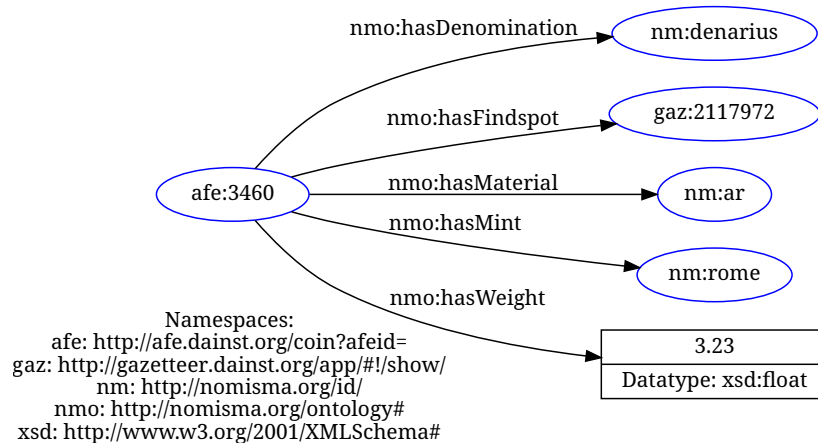 nmo:hasDenomination
nm:denarius
nmo:hasFindspot
gaz:2117972
afe:3460
nmo:hasMaterial
nm:ar
nmo:hasMint
nm:rome
nmo:hasWeight
3.23
Datatype: xsd:float
Namespaces:
afe: http://afe.dainst.org/coin?afeid=
gaz: http://gazetteer.dainst.org/app/#!/show/
nm: http://nomisma.org/id/
nmo: http://nomisma.org/ontology#
xsd: http://www.w3.org/2001/XMLSchema#